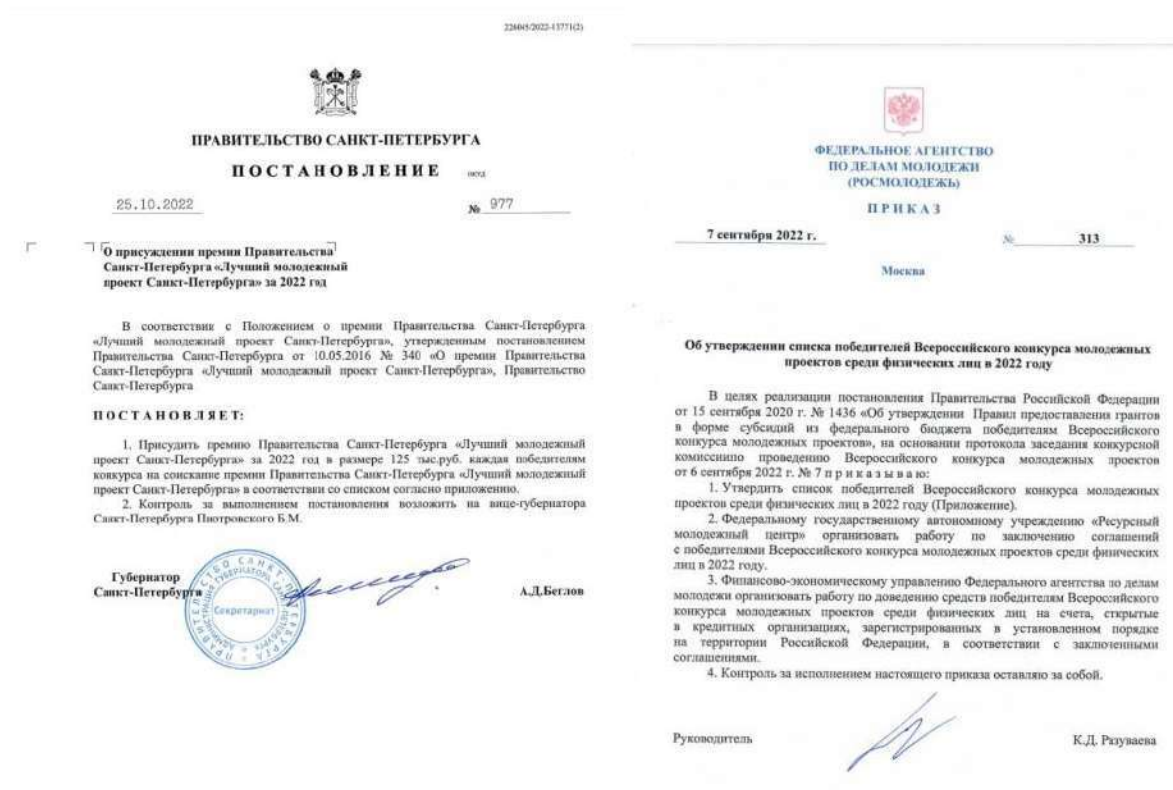 22604/2022-13771(2)
ПРАВИТЕЛЬСТВО САНКТ-ПЕТЕРБУРГА
ПОСТАНОВЛЕНИЕ
окуд
25.10.2022
№ 977
О присуждении премии Правительства
Санкт-Петербурга «Лучший молодежный
проект Санкт-Петербурга» за 2022 год
В соответствии с Положением о премии Правительства Санкт-Петербурга
«Лучший молодежный проект Санкт-Петербурга», утвержденным постановлением
Правительства Санкт-Петербурга от 10.05.2016 № 340 «О премии Правительства
Санкт-Петербурга «Лучший молодежный проект Санкт-Петербурга», Правительство
Санкт-Петербурга
ПОСТАНОВЛЯЕТ:
1. Присудить премию Правительства Санкт-Петербурга «Лучший молодежный
проект Санкт-Петербурга» за 2022 год в размере 125 тыс.руб. каждая победителям
конкурса на соискание премии Правительства Санкт-Петербурга «Лучший молодежный
проект Санкт-Петербурга» в соответствии со списком согласно приложению.
2. Контроль за выполнением постановления возложить на вице-губернатора
Санкт-Петербурга Пиотровского Б.М.
Губернатор
Санкт-Петербурга
А.Д.Беглов
ПРАВИТЕЛЬСТВО САНКТ-ПЕТЕРБУРГА
АДМИНИСТРАЦИЯ ГУБЕРНАТОРА САНКТ-ПЕТЕРБУРГА
Секретариат
ФЕДЕРАЛЬНОЕ АГЕНТСТВО
ПО ДЕЛАМ МОЛОДЕЖИ
(РОСМОЛОДЕЖЬ)
ПРИКАЗ
7 сентября 2022 г.
№ 313
Москва
Об утверждении списка победителей Всероссийского конкурса молодежных
проектов среди физических лиц в 2022 году
В целях реализации постановления Правительства Российской Федерации
от 15 сентября 2020 г. № 1436 «Об утверждении Правил предоставления грантов
в форме субсидий из федерального бюджета победителям Всероссийского
конкурса молодежных проектов», на основании протокола заседания конкурсной
комиссиипо проведению Всероссийского конкурса молодежных проектов
от 6 сентября 2022 г. № 7 п р и к а з ы в а ю:
1. Утвердить список победителей Всероссийского конкурса молодежных
проектов среди физических лиц в 2022 году (Приложение).
2. Федеральному государственному автономному учреждению «Ресурсный
молодежный центр» организовать работу по заключению соглашений
с победителями Всероссийского конкурса молодежных проектов среди физических
лиц в 2022 году.
3. Финансово-экономическому управлению Федерального агентства по делам
молодежи организовать работу по доведению средств победителям Всероссийского
конкурса молодежных проектов среди физических лиц на счета, открытые
в кредитных организациях, зарегистрированных в установленном порядке
на территории Российской Федерации, в соответствии с заключенными
соглашениями.
4. Контроль за исполнением настоящего приказа оставляю за собой.
Руководитель
К.Д. Разуваева